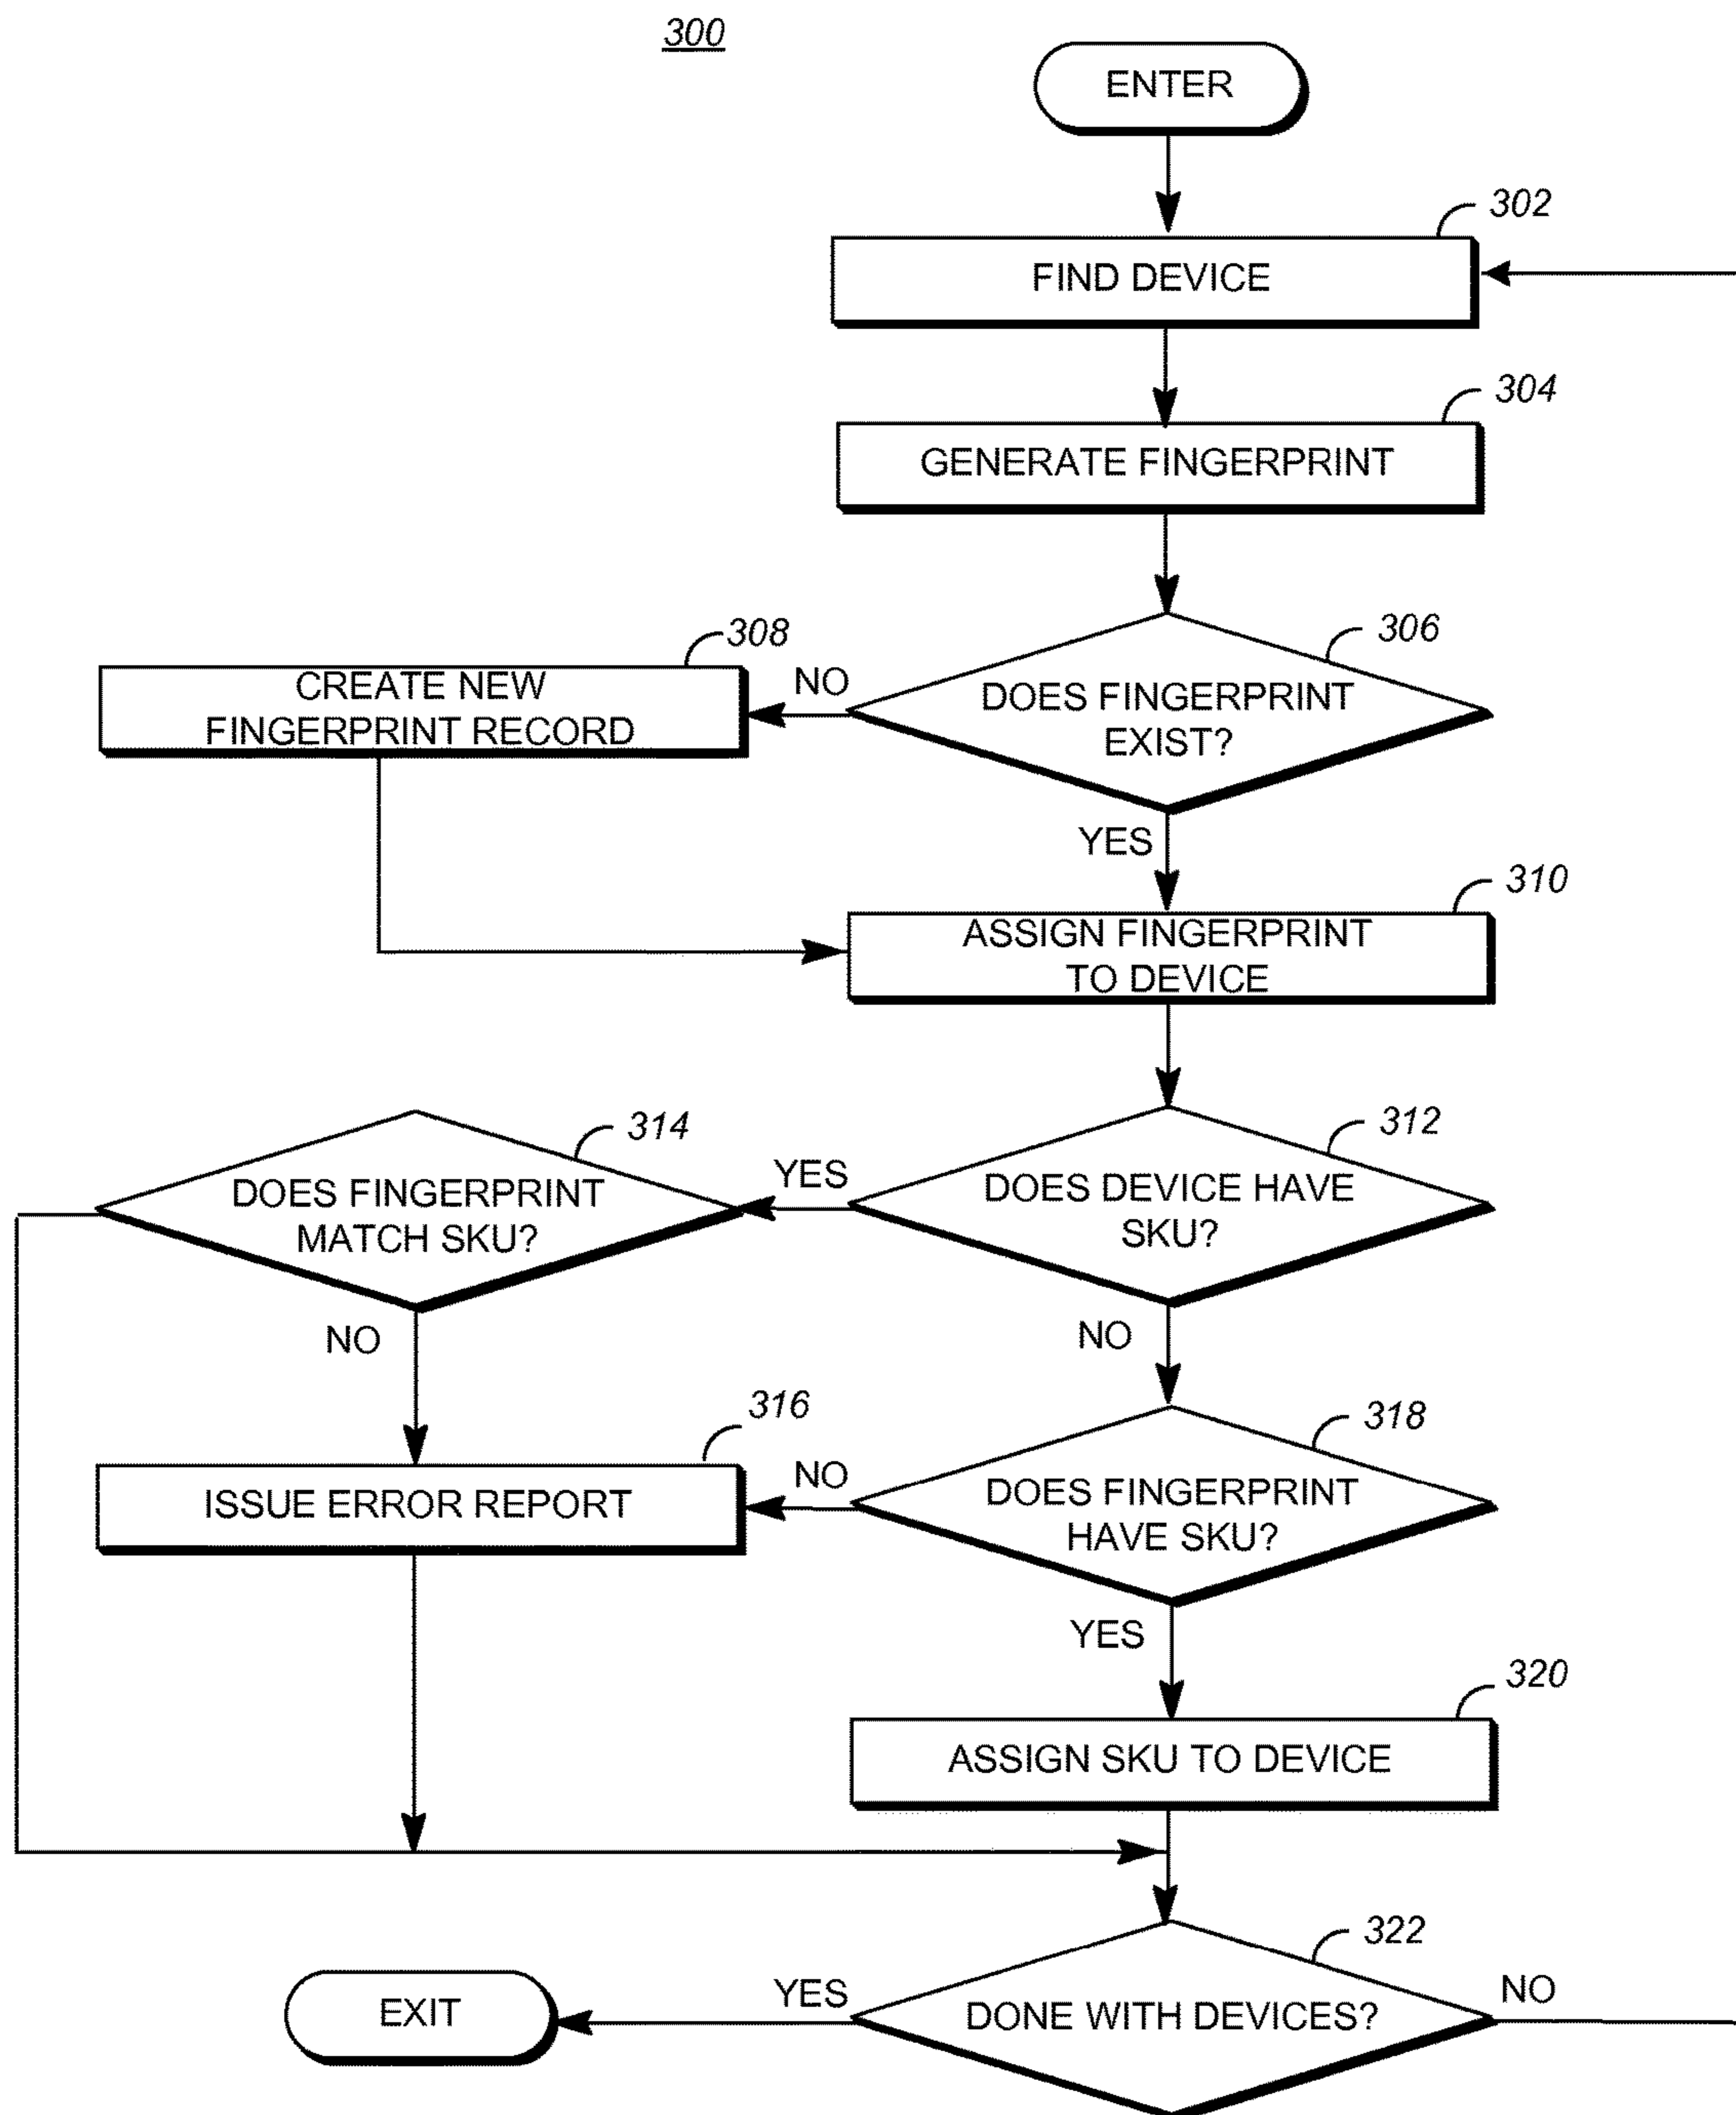 300
ENTER
302
FIND DEVICE
304
GENERATE FINGERPRINT
306
DOES FINGERPRINT
EXIST?
NO
308
CREATE NEW
FINGERPRINT RECORD
YES
310
ASSIGN FINGERPRINT
TO DEVICE
312
DOES DEVICE HAVE
SKU?
YES
314
DOES FINGERPRINT
MATCH SKU?
NO
NO
316
ISSUE ERROR REPORT
318
DOES FINGERPRINT
HAVE SKU?
NO
YES
320
ASSIGN SKU TO DEVICE
322
DONE WITH DEVICES?
NO
YES
EXIT